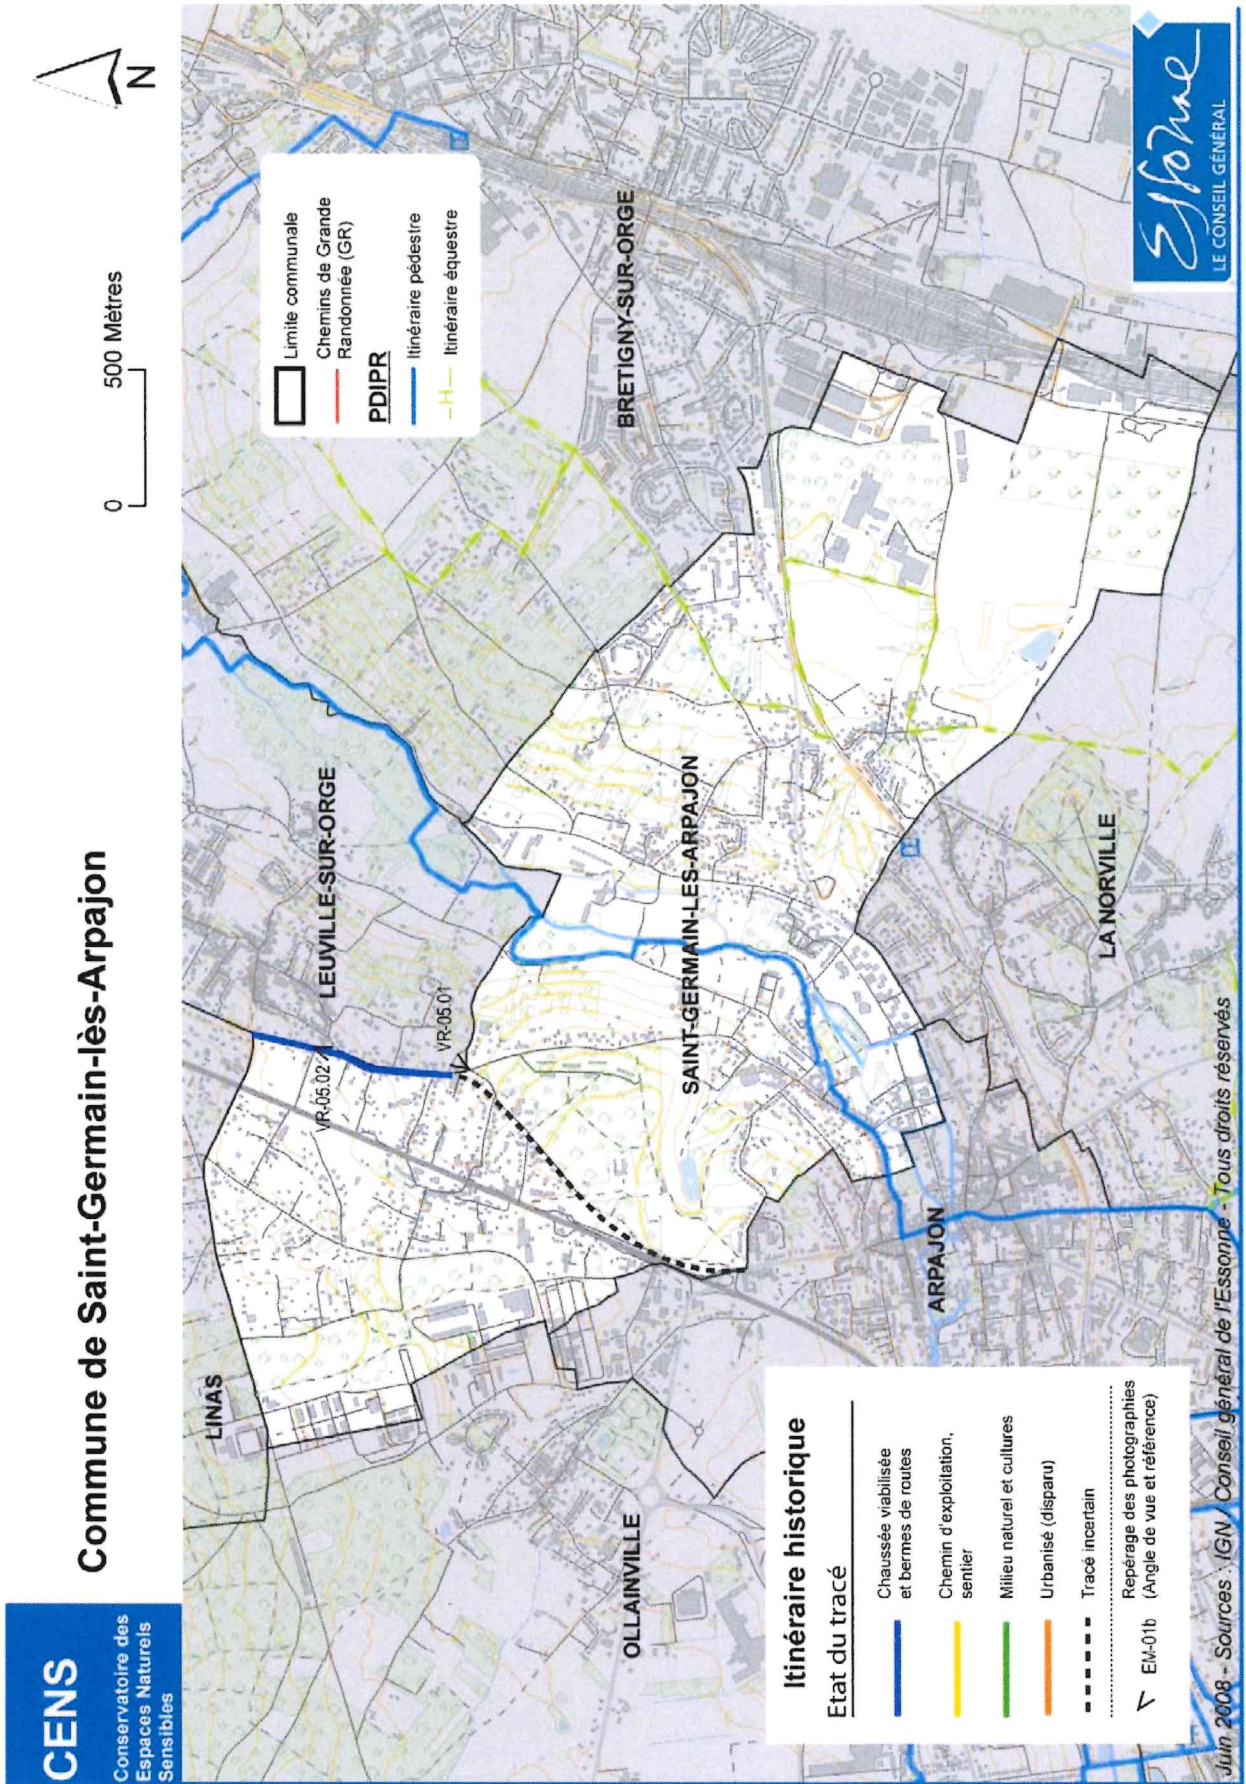 CENS
Conservatoire des
Espaces Naturels
Sensibles
Commune de Saint-Germain-lès-Arpajon
0 500 Mètres
N
Limite communale
Chemins de Grande
Randonnée (GR)
PDIPR
Itinéraire pédestre
-H- Itinéraire équestre
LINAS
LEUVILLE-SUR-ORGE
VR-05.02
VR-05.01
BRETIGNY-SUR-ORGE
OLLAINVILLE
SAINT-GERMAIN-LES-ARPAJON
ARPAJON
LA NORVILLE
Itinéraire historique
Etat du tracé
Chaussée viabilisée
et bermes de routes
Chemin d'exploitation,
sentier
Milieu naturel et cultures
Urbanisé (disparu)
Tracé incertain
Repérage des photographies
EM-01b (Angle de vue et référence)
Essonne
LE CONSEIL GÉNÉRAL
Juin 2008 - Sources : IGN / Conseil général de l'Essonne - Tous droits réservés